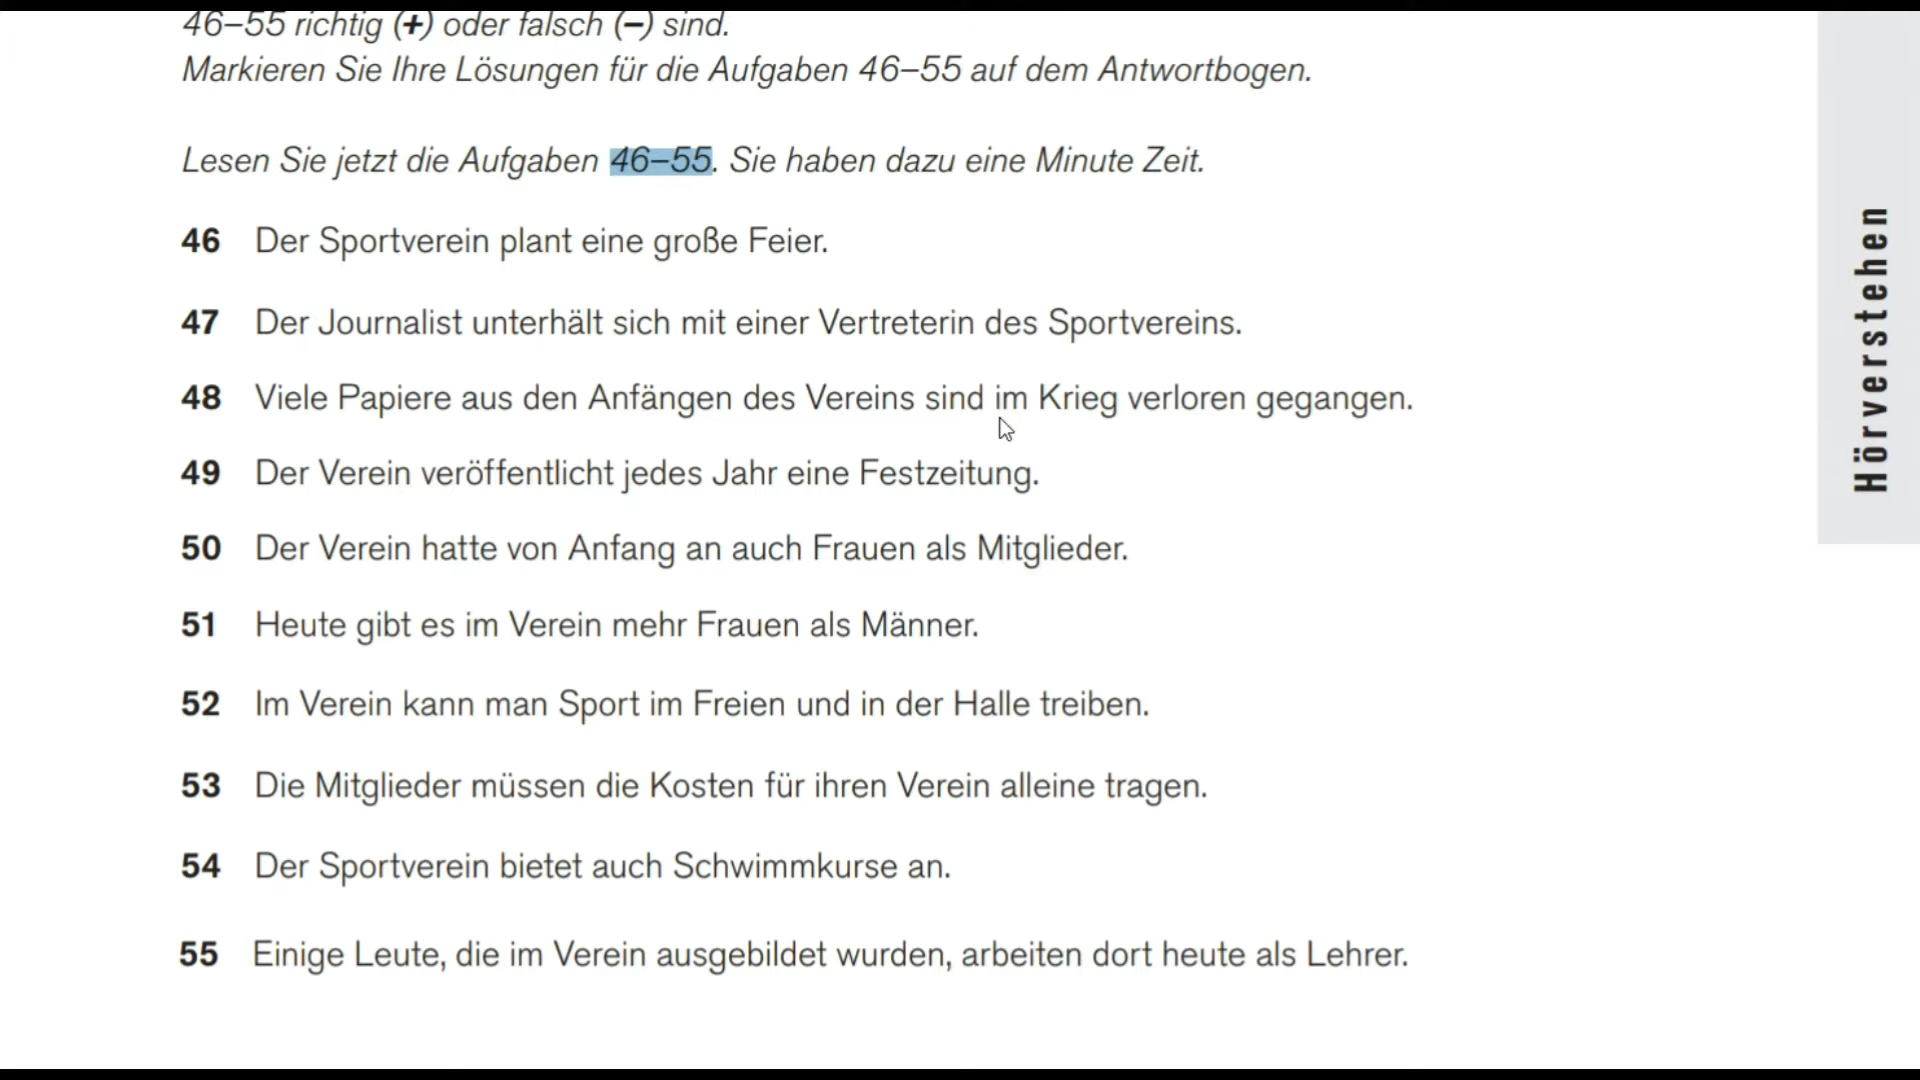 46–55 richtig (+) oder falsch (–) sind.
Markieren Sie Ihre Lösungen für die Aufgaben 46–55 auf dem Antwortbogen.
Lesen Sie jetzt die Aufgaben 46–55. Sie haben dazu eine Minute Zeit.
46 Der Sportverein plant eine große Feier.
47 Der Journalist unterhält sich mit einer Vertreterin des Sportvereins.
48 Viele Papiere aus den Anfängen des Vereins sind im Krieg verloren gegangen.
49 Der Verein veröffentlicht jedes Jahr eine Festzeitung.
50 Der Verein hatte von Anfang an auch Frauen als Mitglieder.
51 Heute gibt es im Verein mehr Frauen als Männer.
52 Im Verein kann man Sport im Freien und in der Halle treiben.
53 Die Mitglieder müssen die Kosten für ihren Verein alleine tragen.
54 Der Sportverein bietet auch Schwimmkurse an.
55 Einige Leute, die im Verein ausgebildet wurden, arbeiten dort heute als Lehrer.
Hörverstehen